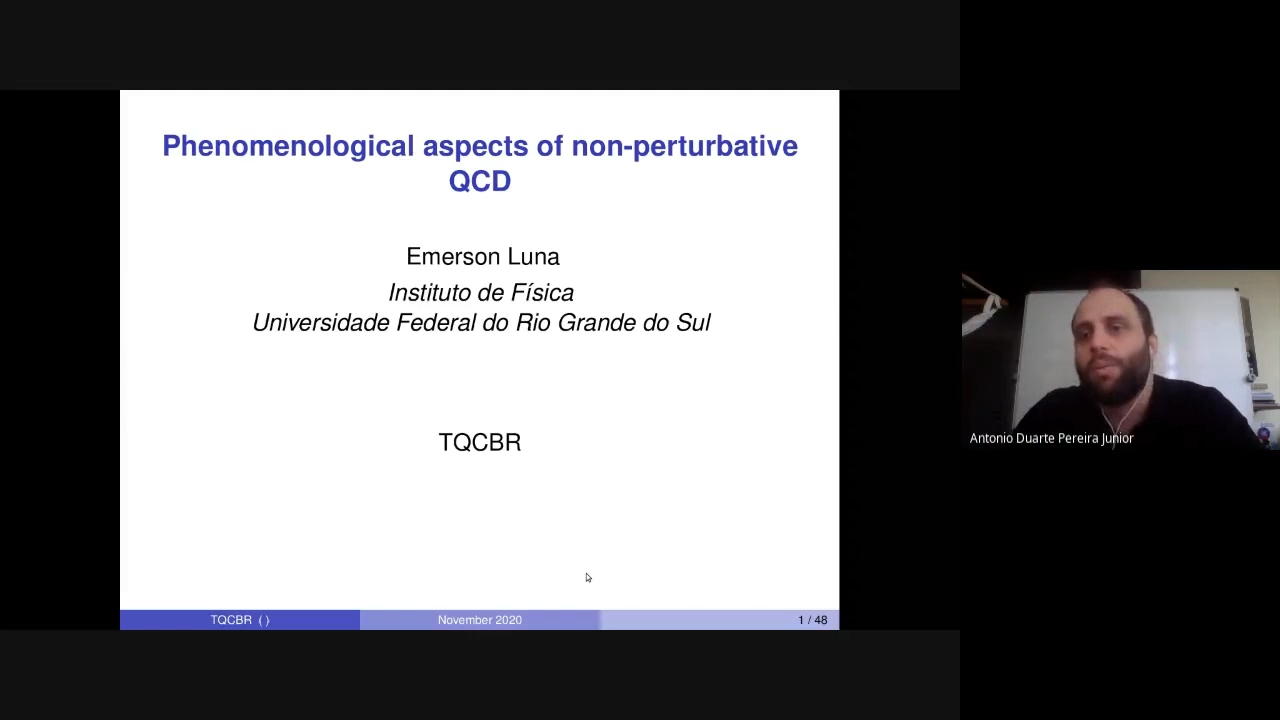 Phenomenological aspects of non-perturbative
QCD
Emerson Luna
Instituto de Física
Universidade Federal do Rio Grande do Sul
TQCBR
TQCBR ( )
November 2020
1 / 48
Antonio Duarte Pereira Junior